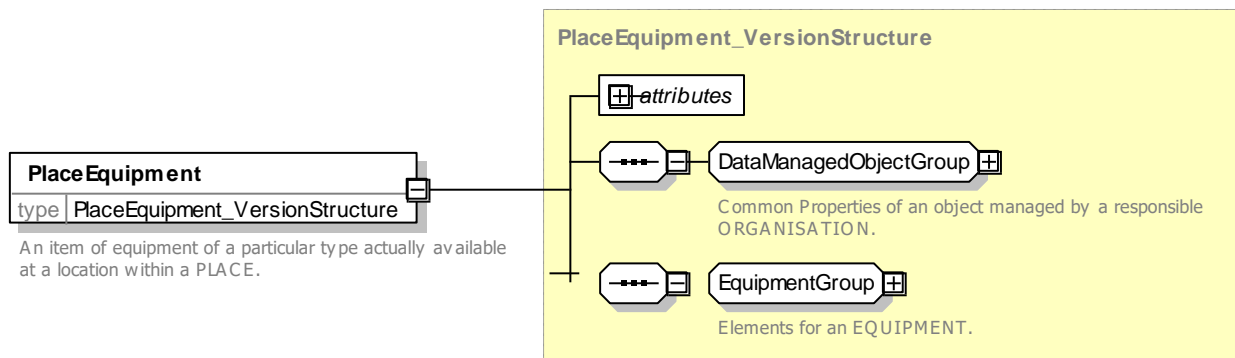 PlaceEquipment_VersionStructure
attributes
PlaceEquipment
type PlaceEquipment_VersionStructure
An item of equipment of a particular type actually available
at a location within a PLACE.
DataManagedObjectGroup
Common Properties of an object managed by a responsible
ORGANISATION.
EquipmentGroup
Elements for an EQUIPMENT.